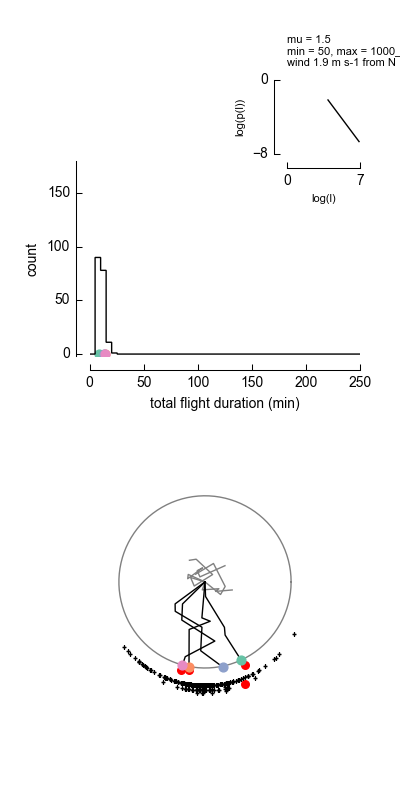 mu = 1.5
min = 50, max = 1000_
wind 1.9 m s-1 from N
0
log(p(l))
−8
0
7
log(l)
150
100
50
0
count
0
50
100
150
200
250
total flight duration (min)